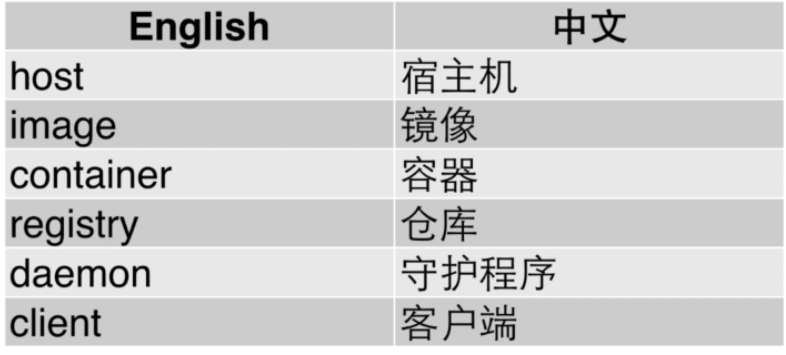 English 中文
host 宿主机
image 镜像
container 容器
registry 仓库
daemon 守护程序
client 客户端